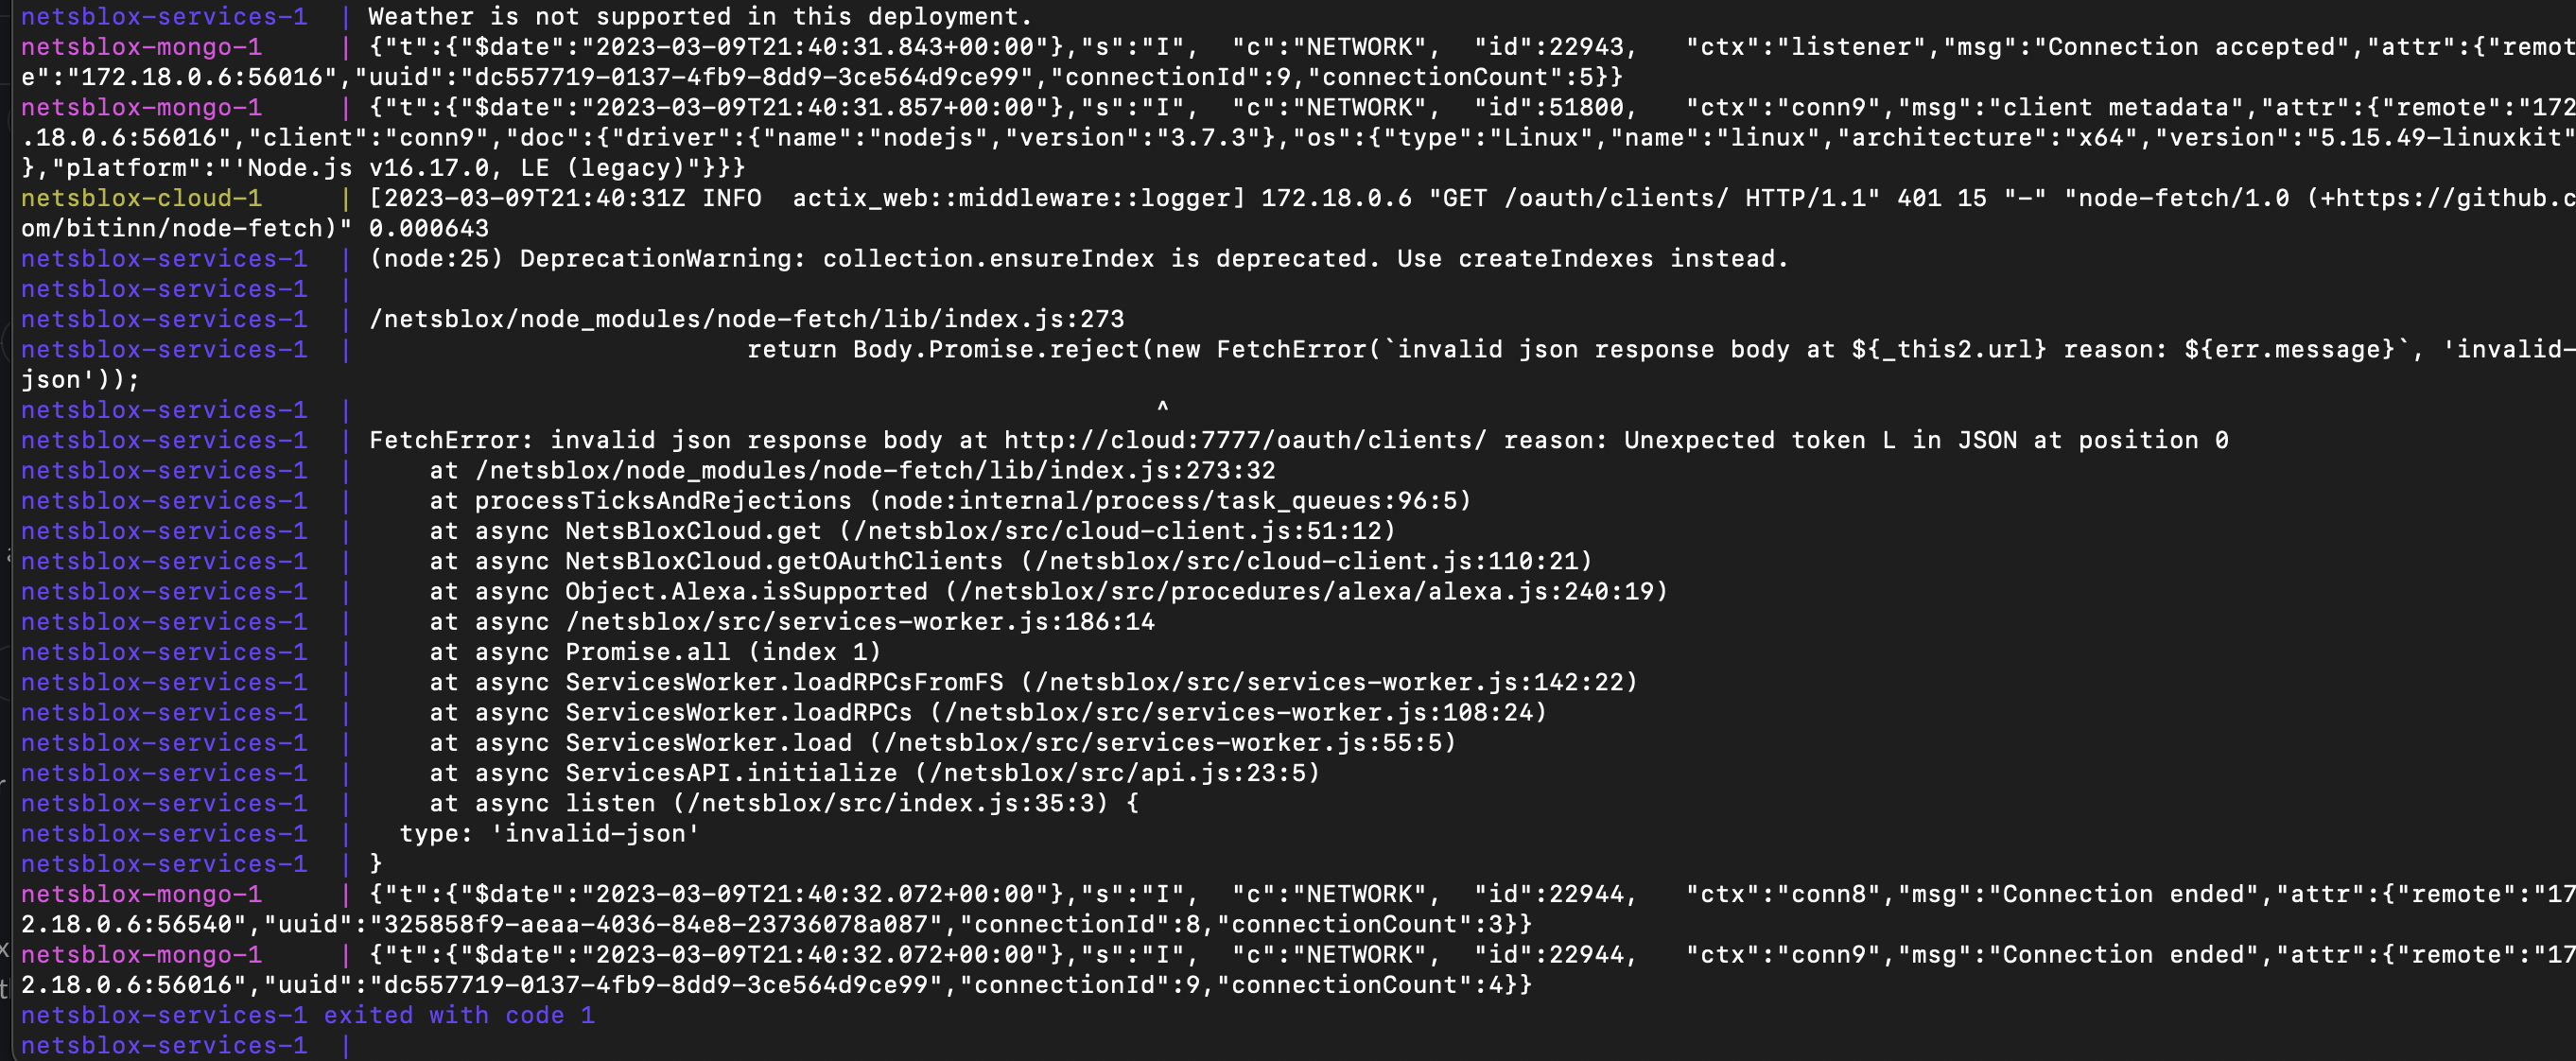 netsblox-services-1  | Weather is not supported in this deployment.
netsblox-mongo-1     | {"t":{"$date":"2023-03-09T21:40:31.843+00:00"},"s":"I",  "c":"NETWORK",  "id":22943,   "ctx":"listener","msg":"Connection accepted","attr":{"remot
e":"172.18.0.6:56016","uuid":"dc557719-0137-4fb9-8dd9-3ce564d9ce99","connectionId":9,"connectionCount":5}}
netsblox-mongo-1     | {"t":{"$date":"2023-03-09T21:40:31.857+00:00"},"s":"I",  "c":"NETWORK",  "id":51800,   "ctx":"conn9","msg":"client metadata","attr":{"remote":"172
.18.0.6:56016","client":"conn9","doc":{"driver":{"name":"nodejs","version":"3.7.3"},"os":{"type":"Linux","name":"linux","architecture":"x64","version":"5.15.49-linuxkit"
},"platform":"'Node.js v16.17.0, LE (legacy)"}}}
netsblox-cloud-1     | [2023-03-09T21:40:31Z INFO  actix_web::middleware::logger] 172.18.0.6 "GET /oauth/clients/ HTTP/1.1" 401 15 "-" "node-fetch/1.0 (+https://github.c
om/bitinn/node-fetch)" 0.000643
netsblox-services-1  | (node:25) DeprecationWarning: collection.ensureIndex is deprecated. Use createIndexes instead.
netsblox-services-1  |
netsblox-services-1  | /netsblox/node_modules/node-fetch/lib/index.js:273
netsblox-services-1  |                          return Body.Promise.reject(new FetchError(`invalid json response body at ${_this2.url} reason: ${err.message}`, 'invalid-
json'));
netsblox-services-1  |                                                     ^
netsblox-services-1  | FetchError: invalid json response body at http://cloud:7777/oauth/clients/ reason: Unexpected token L in JSON at position 0
netsblox-services-1  |     at /netsblox/node_modules/node-fetch/lib/index.js:273:32
netsblox-services-1  |     at processTicksAndRejections (node:internal/process/task_queues:96:5)
netsblox-services-1  |     at async NetsBloxCloud.get (/netsblox/src/cloud-client.js:51:12)
netsblox-services-1  |     at async NetsBloxCloud.getOAuthClients (/netsblox/src/cloud-client.js:110:21)
netsblox-services-1  |     at async Object.Alexa.isSupported (/netsblox/src/procedures/alexa/alexa.js:240:19)
netsblox-services-1  |     at async /netsblox/src/services-worker.js:186:14
netsblox-services-1  |     at async Promise.all (index 1)
netsblox-services-1  |     at async ServicesWorker.loadRPCsFromFS (/netsblox/src/services-worker.js:142:22)
netsblox-services-1  |     at async ServicesWorker.loadRPCs (/netsblox/src/services-worker.js:108:24)
netsblox-services-1  |     at async ServicesWorker.load (/netsblox/src/services-worker.js:55:5)
netsblox-services-1  |     at async ServicesAPI.initialize (/netsblox/src/api.js:23:5)
netsblox-services-1  |     at async listen (/netsblox/src/index.js:35:3) {
netsblox-services-1  |   type: 'invalid-json'
netsblox-services-1  | }
netsblox-mongo-1     | {"t":{"$date":"2023-03-09T21:40:32.072+00:00"},"s":"I",  "c":"NETWORK",  "id":22944,   "ctx":"conn8","msg":"Connection ended","attr":{"remote":"17
2.18.0.6:56540","uuid":"325858f9-aeaa-4036-84e8-23736078a087","connectionId":8,"connectionCount":3}}
netsblox-mongo-1     | {"t":{"$date":"2023-03-09T21:40:32.072+00:00"},"s":"I",  "c":"NETWORK",  "id":22944,   "ctx":"conn9","msg":"Connection ended","attr":{"remote":"17
2.18.0.6:56016","uuid":"dc557719-0137-4fb9-8dd9-3ce564d9ce99","connectionId":9,"connectionCount":4}}
netsblox-services-1 exited with code 1
netsblox-services-1  |